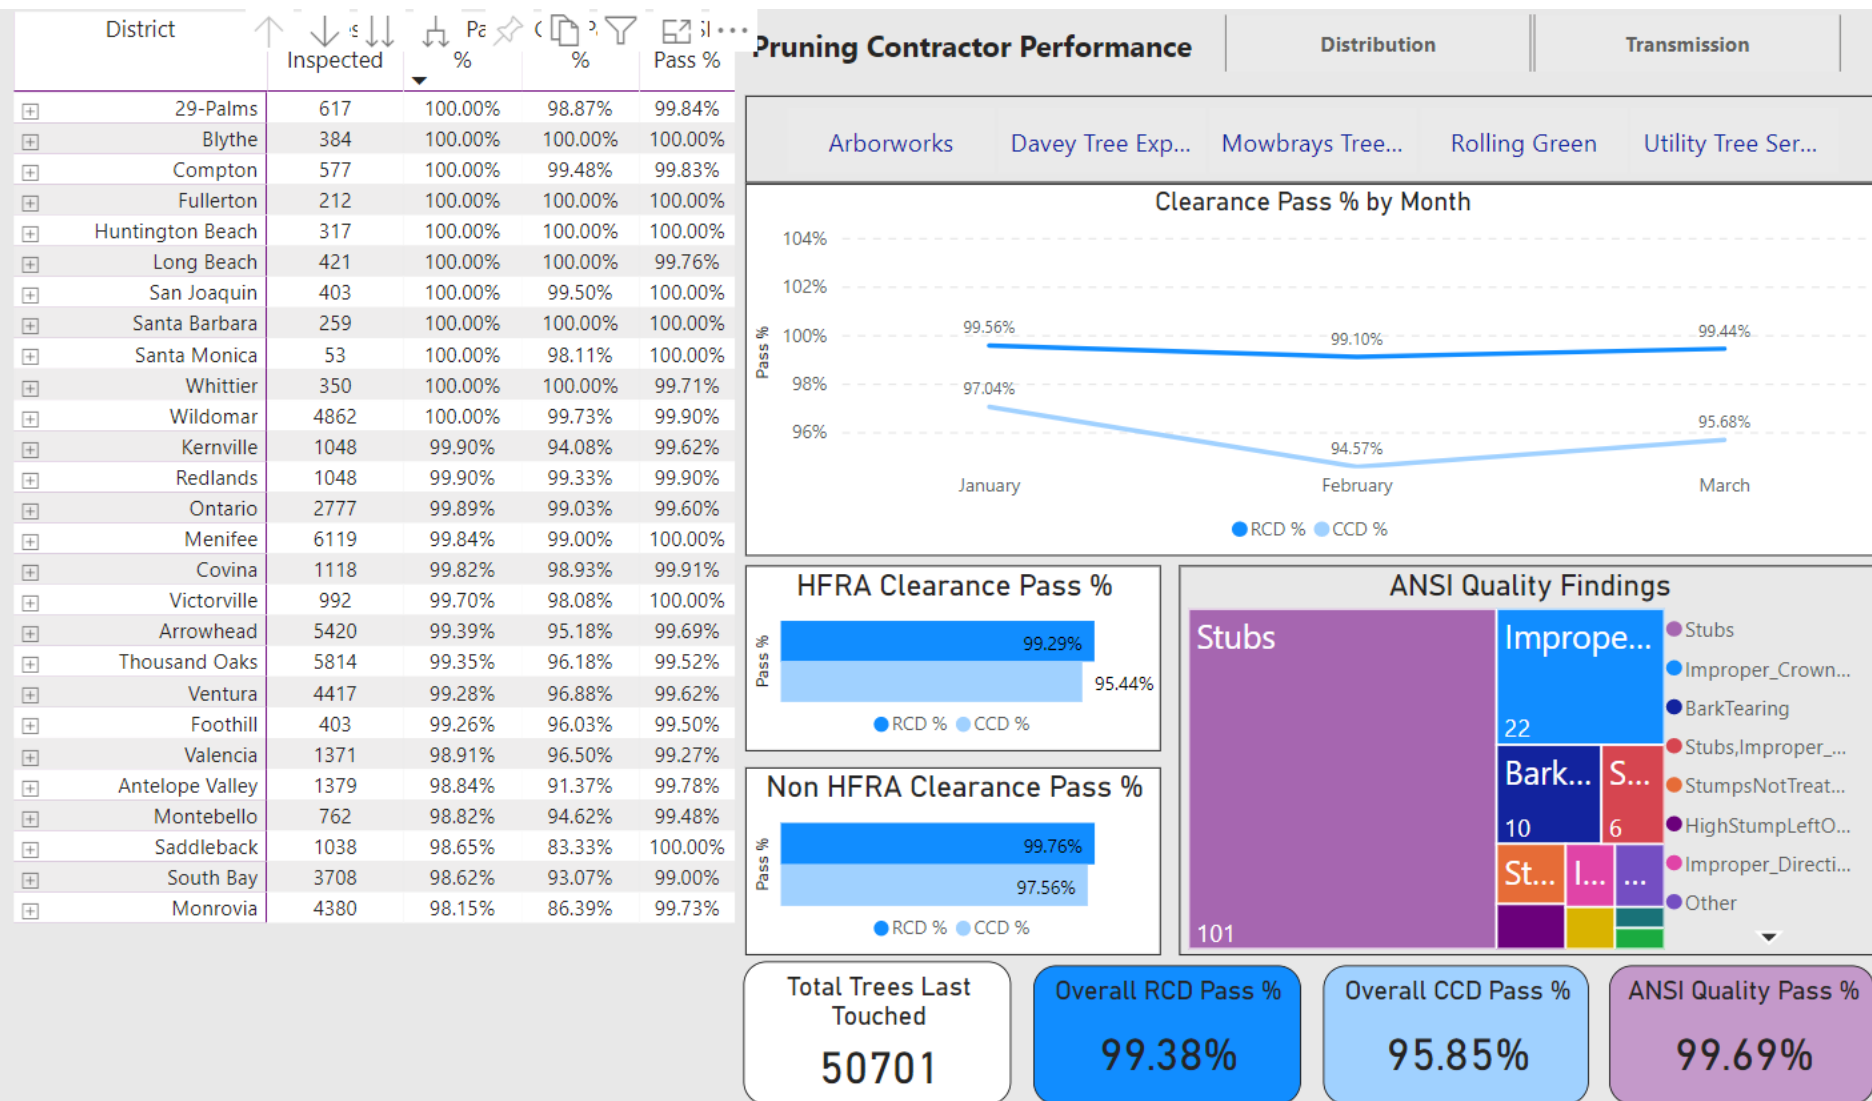 District
Inspected % % Pass %
29-Palms 617 100.00% 98.87% 99.84%
Blythe 384 100.00% 100.00% 100.00%
Compton 577 100.00% 99.48% 99.83%
Fullerton 212 100.00% 100.00% 100.00%
Huntington Beach 317 100.00% 100.00% 100.00%
Long Beach 421 100.00% 100.00% 99.76%
San Joaquin 403 100.00% 99.50% 100.00%
Santa Barbara 259 100.00% 100.00% 100.00%
Santa Monica 53 100.00% 98.11% 100.00%
Whittier 350 100.00% 100.00% 99.71%
Wildomar 4862 100.00% 99.73% 99.90%
Kernville 1048 99.90% 94.08% 99.62%
Redlands 1048 99.90% 99.33% 99.90%
Ontario 2777 99.89% 99.03% 99.60%
Menifee 6119 99.84% 99.00% 100.00%
Covina 1118 99.82% 98.93% 99.91%
Victorville 992 99.70% 98.08% 100.00%
Arrowhead 5420 99.39% 95.18% 99.69%
Thousand Oaks 5814 99.35% 96.18% 99.52%
Ventura 4417 99.28% 96.88% 99.62%
Foothill 403 99.26% 96.03% 99.50%
Valencia 1371 98.91% 96.50% 99.27%
Antelope Valley 1379 98.84% 91.37% 99.78%
Montebello 762 98.82% 94.62% 99.48%
Saddleback 1038 98.65% 83.33% 100.00%
South Bay 3708 98.62% 93.07% 99.00%
Monrovia 4380 98.15% 86.39% 99.73%
Pruning Contractor Performance
Distribution
Transmission
Arborworks
Davey Tree Exp...
Mowbrays Tree...
Rolling Green
Utility Tree Ser...
Clearance Pass % by Month
Pass %
104%
102%
100%
98%
96%
99.56%
99.10%
99.44%
97.04%
94.57%
95.68%
January
February
March
RCD % CCD %
HFRA Clearance Pass %
Pass %
99.29%
95.44%
RCD % CCD %
Non HFRA Clearance Pass %
Pass %
99.76%
97.56%
RCD % CCD %
ANSI Quality Findings
Stubs
101
Imprope...
22
Bark...
10
S...
6
St...
I...
...
Stubs
Improper_Crown...
BarkTearing
Stubs,Improper_...
StumpsNotTreat...
HighStumpLeftO...
Improper_Directi...
Other
Total Trees Last
Touched
50701
Overall RCD Pass %
99.38%
Overall CCD Pass %
95.85%
ANSI Quality Pass %
99.69%